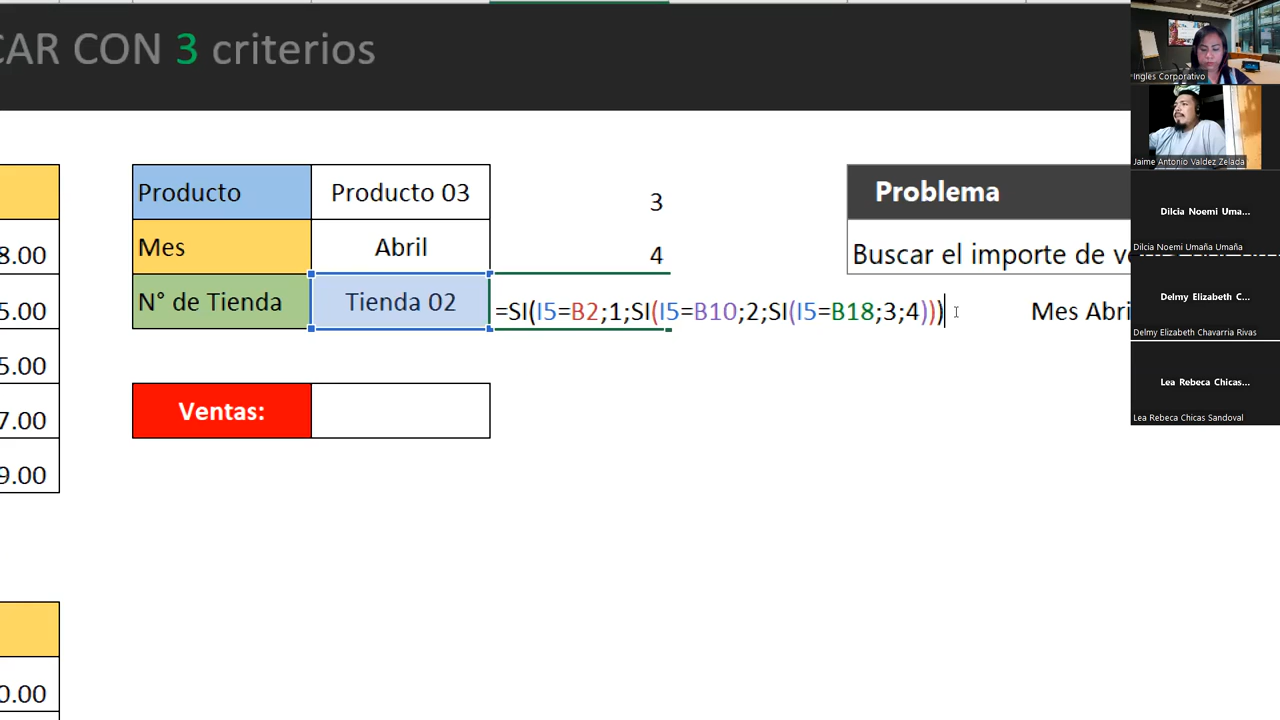 CAR CON 3 criterios
Ingles Corporativo
Jaime Antonio Valdez Zelada
Producto
Producto 03
3
Problema
Dilcia Noemi Uma...
Dilcia Noemi Umaña Umaña
8.00
Mes
Abril
4
Buscar el importe de
5.00
N° de Tienda
Tienda 02
=SI(I5=B2;1;SI(I5=B10;2;SI(I5=B18;3;4)))
Mes Abri
Delmy Elizabeth C...
Delmy Elizabeth Chavarria Rivas
5.00
Lea Rebeca Chicas...
Lea Rebeca Chicas Sandoval
7.00
Ventas:
9.00
0.00